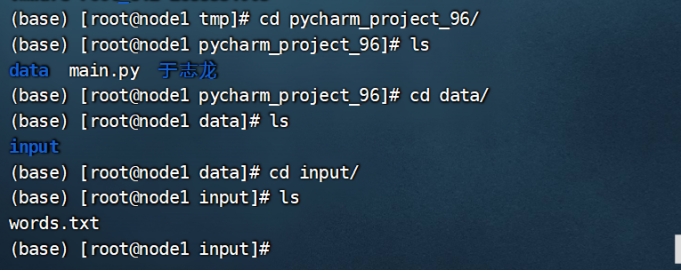 (base) [root@node1 tmp]# cd pycharm_project_96/
(base) [root@node1 pycharm_project_96]# ls
data  main.py  于志龙
(base) [root@node1 pycharm_project_96]# cd data/
(base) [root@node1 data]# ls
input
(base) [root@node1 data]# cd input/
(base) [root@node1 input]# ls
words.txt
(base) [root@node1 input]#